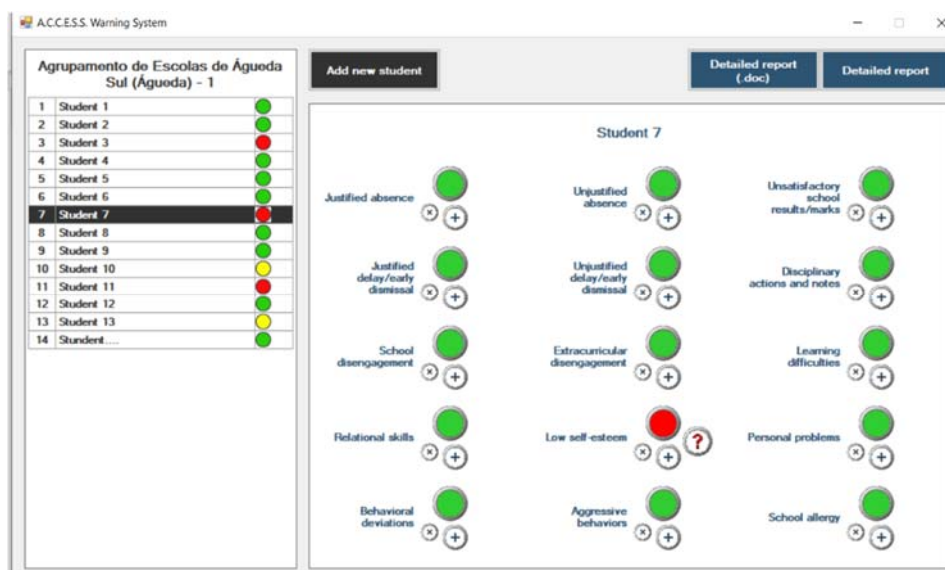 A.C.C.E.S.S. Warning System
Agrupamento de Escolas de Águeda
Sul (Águeda) - 1
1 Student 1
2 Student 2
3 Student 3
4 Student 4
5 Student 5
6 Student 6
7 Student 7
8 Student 8
9 Student 9
10 Student 10
11 Student 11
12 Student 12
13 Student 13
14 Stundent....
Add new student
Detailed report
(.doc)
Detailed report
Student 7
Justified absence
Unjustified
absence
Unsatisfactory
school
results/marks
Justified
delay/early
dismissal
Unjustified
delay/early
dismissal
Disciplinary
actions and notes
School
disengagement
Extracurricular
disengagement
Learning
difficulties
Relational skills
Low self-esteem
?
Personal problems
Behavioral
deviations
Aggressive
behaviors
School allergy